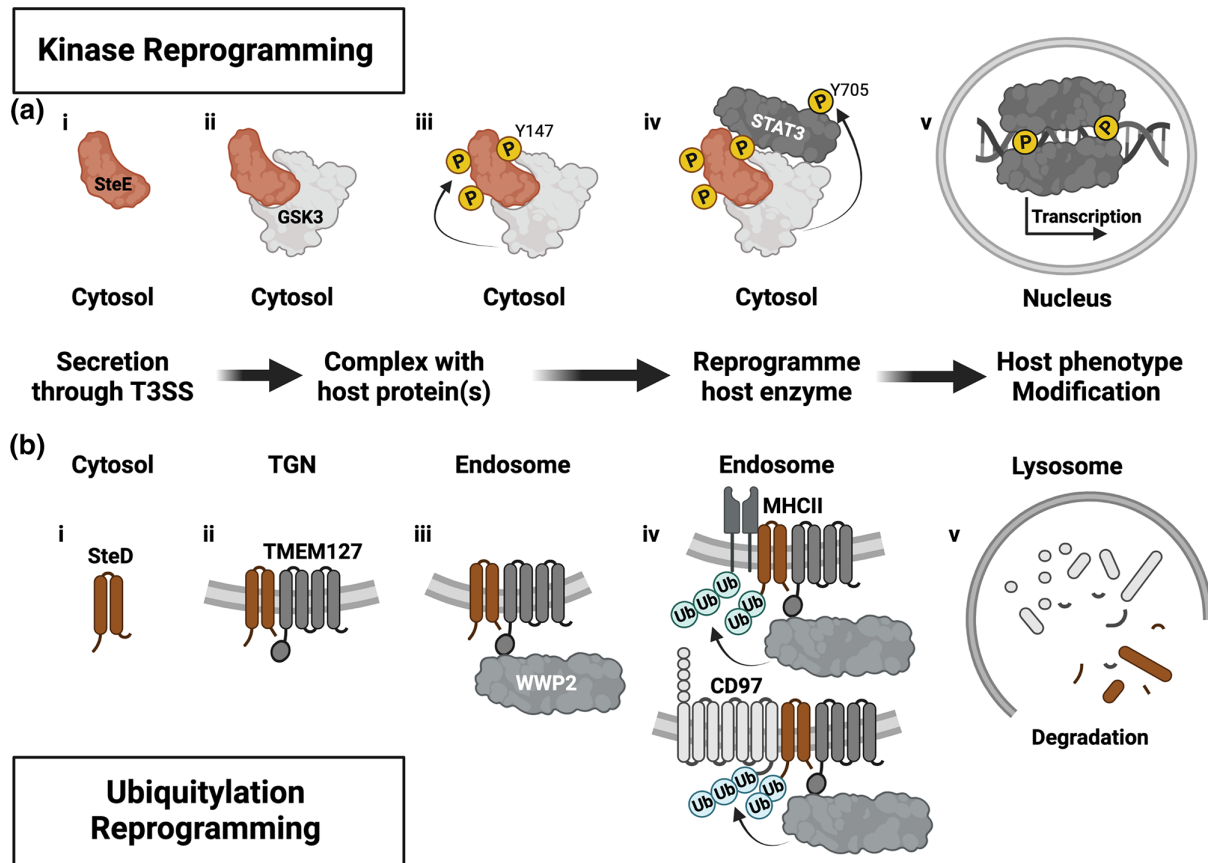 Kinase Reprogramming
(a)
i
ii
iii
iv
v
SteE
GSK3
P
P
P
Y147
P
P
P
P
Y705
STAT3
P
P
Transcription
Cytosol
Cytosol
Cytosol
Cytosol
Nucleus
Secretion
through T3SS
Complex with
host protein(s)
Reprogramme
host enzyme
Host phenotype
Modification
(b)
Cytosol
TGN
Endosome
Endosome
Lysosome
i
ii
iii
iv
v
SteD
TMEM127
WWP2
MHCII
Ub
Ub
Ub
Ub
Ub
CD97
Ub
Ub
Ub
Ub
Ub
Degradation
Ubiquitylation
Reprogramming